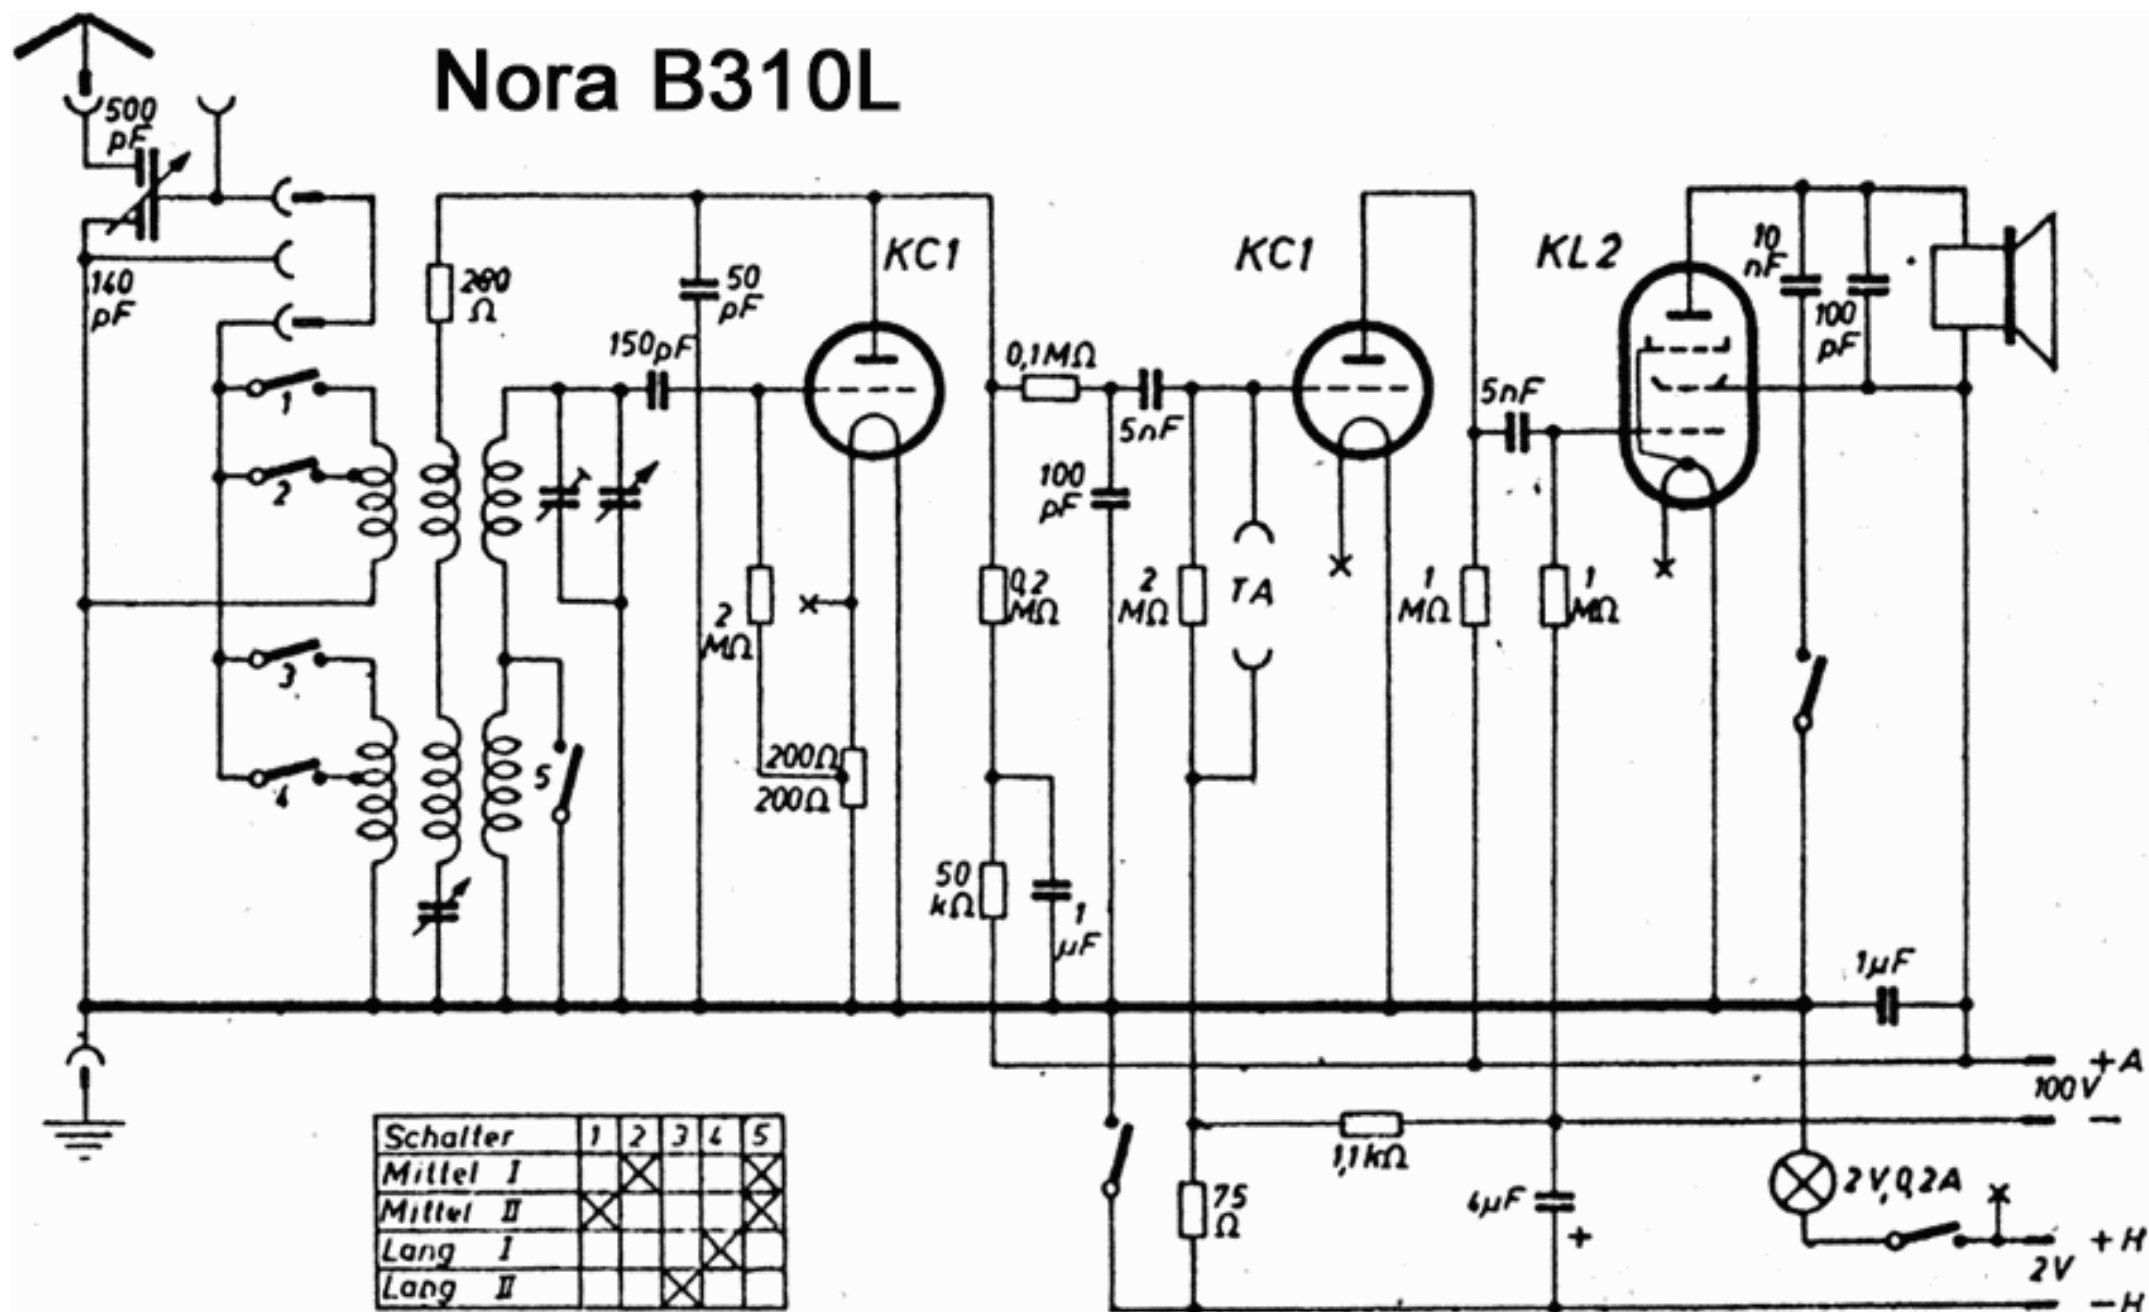 Nora B310L
500
pF
140
pF
200
Ω
50
pF
150pF
KC1
KC1
KL2
10
nF
100
pF
0,1MΩ
5nF
5nF
100
pF
1
2
3
4
5
2
MΩ
0,2
MΩ
2
MΩ
TA
1
MΩ
1
MΩ
200Ω
200Ω
50
kΩ
1
µF
1µF
+A
100V
–
1,1kΩ
75
Ω
4µF
+
2V, 0,2A
+H
2V
–H
Schalter 1 2 3 4 5
Mittel I
Mittel II
Lang I
Lang II